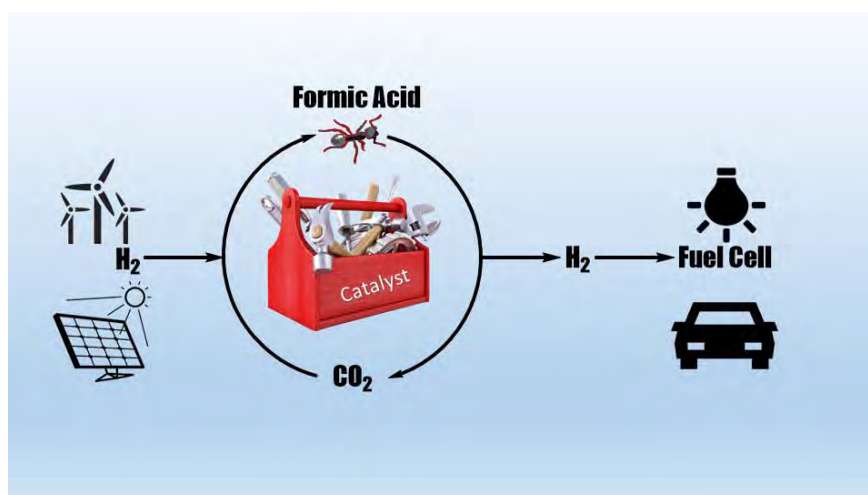 Formic Acid
H₂
Catalyst
H₂
Fuel Cell
CO₂